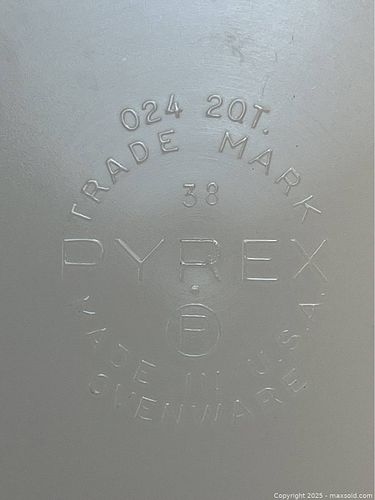 024 2QT.
TRADE MARK
38
PYREX
F
MADE IN U.S.A.
OVENWARE
Copyright 2025 - maxsold.com